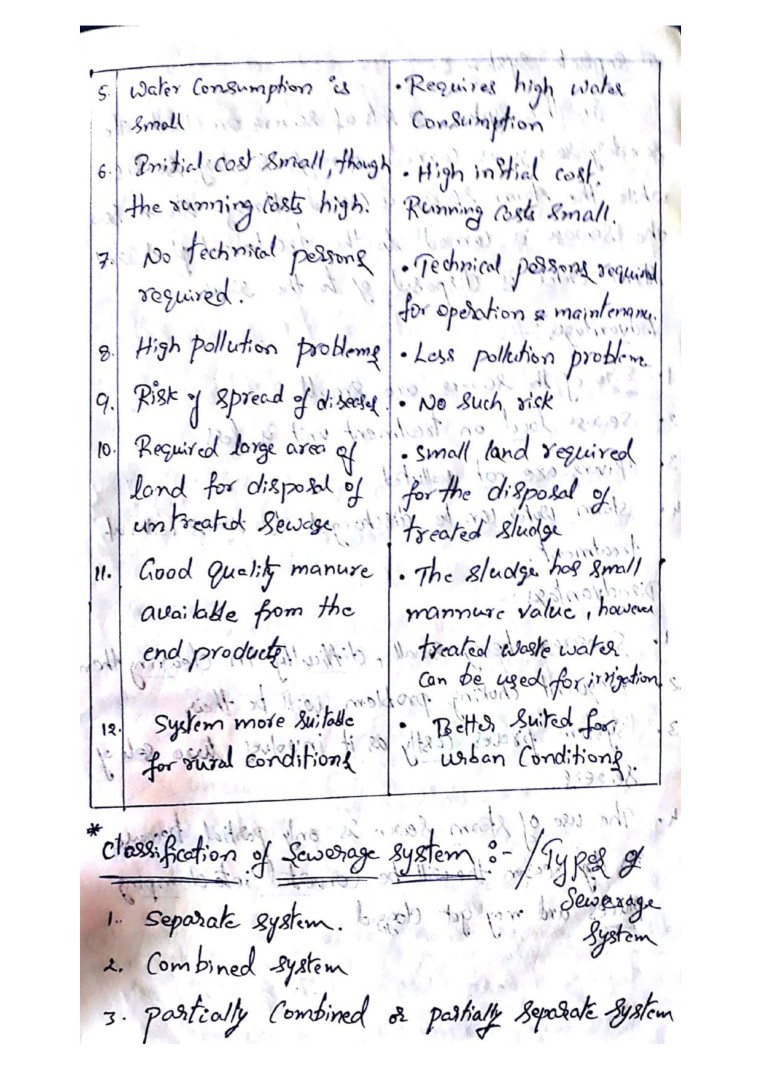 5. Water Consumption is
small
• Requires high water
Consumption
6. Initial cost small, though
the running costs high.
• High initial cost.
Running costs small.
7. No technical persons
required.
• Technical persons required
for operation & maintenance.
8. High pollution problems
• Less pollution problem
9. Risk of spread of diseases
• No such risk
10. Required large area of
land for disposal of
untreated sewage
• small land required
for the disposal of
treated sludge
11. Good quality manure
available from the
end products
• The sludge has small
mannure value, however
treated waste water
can be used for irrigation
12. System more suitable
for rural conditions
• Better suited for
urban Conditions.
* Classification of Sewerage system :- / Types of
Sewerage
System
1. Separate system.
2. Combined system
3. partially Combined or partially separate system